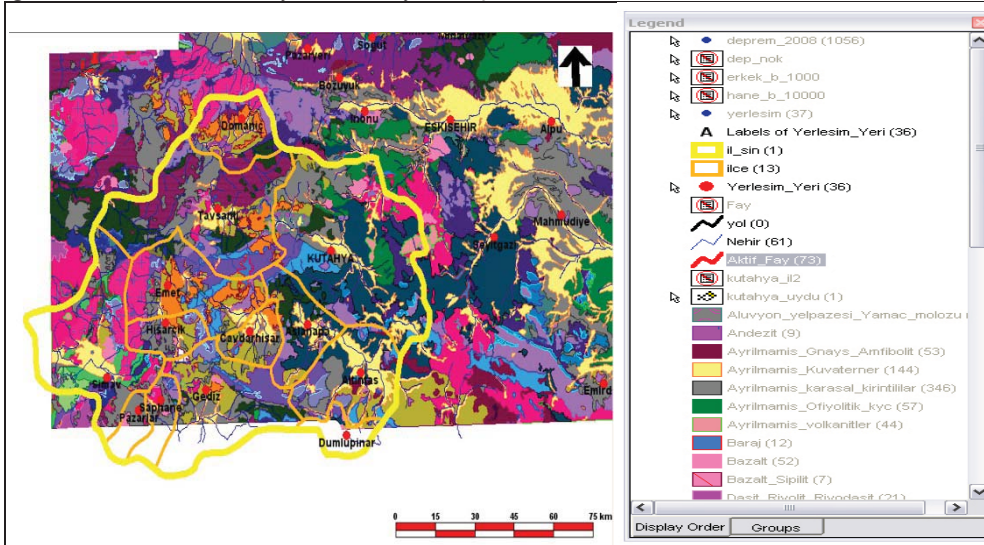 Sogut
Pazaryeri
Bozuyuk
Inonu
ESKISEHIR
Alpu
Domaniç
Tavsanli
Mahmudiye
Seyitgazi
KUTAHYA
Emet
Hisarcik
Cavdarhisar
Aslanapa
Altintas
Simav
Gediz
Saphane
Pazarlar
Emird
Dumlupinar
0 15 30 45 60 75 km
Legend
deprem_2008 (1056)
dep_nok
erkek_b_1000
hane_b_10000
yerlesim (37)
A Labels of Yerlesim_Yeri (36)
il_sin (1)
ilce (13)
Yerlesim_Yeri (36)
Fay
yol (0)
Nehir (61)
Aktif_Fay (73)
kutahya_il2
kutahya_uydu (1)
Aluvyon_yelpazesi_Yamac_molozu
Andezit (9)
Ayrilmamis_Gnays_Amfibolit (53)
Ayrilmamis_Kuvaterner (144)
Ayrilmamis_karasal_kirintililar (346)
Ayrilmamis_Ofiyolitik_kyc (57)
Ayrilmamis_volkanitler (44)
Baraj (12)
Bazalt (52)
Bazalt_Sipilit (7)
Dasit_Riyolit_Riyodasit (21)
Display Order Groups